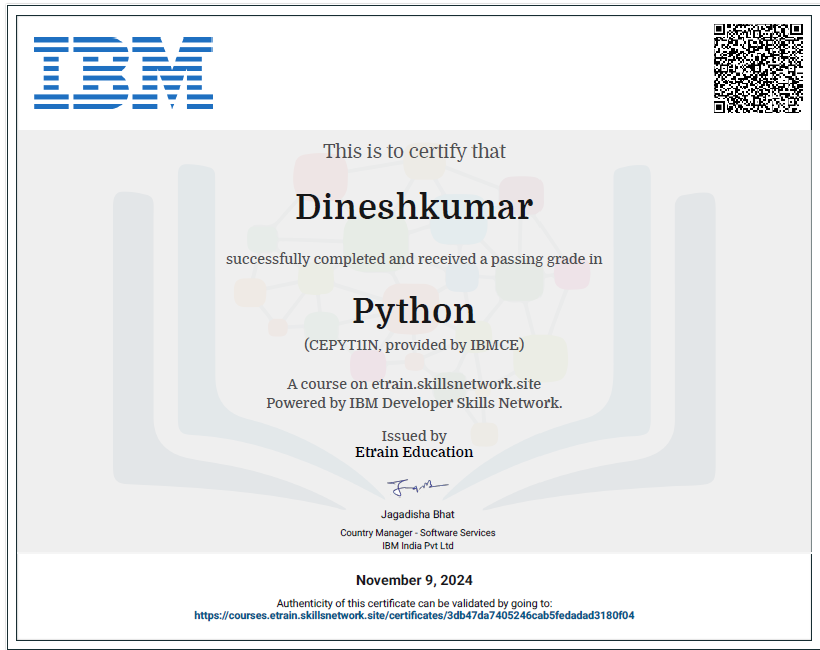 IBM
This is to certify that
Dineshkumar
successfully completed and received a passing grade in
Python
(CEPYT1IN, provided by IBMCE)
A course on etrain.skillsnetwork.site
Powered by IBM Developer Skills Network.
Issued by
Etrain Education
Jagadisha Bhat
Country Manager - Software Services
IBM India Pvt Ltd
November 9, 2024
Authenticity of this certificate can be validated by going to:
https://courses.etrain.skillsnetwork.site/certificates/3db47da7405246cab5fedadad3180f04